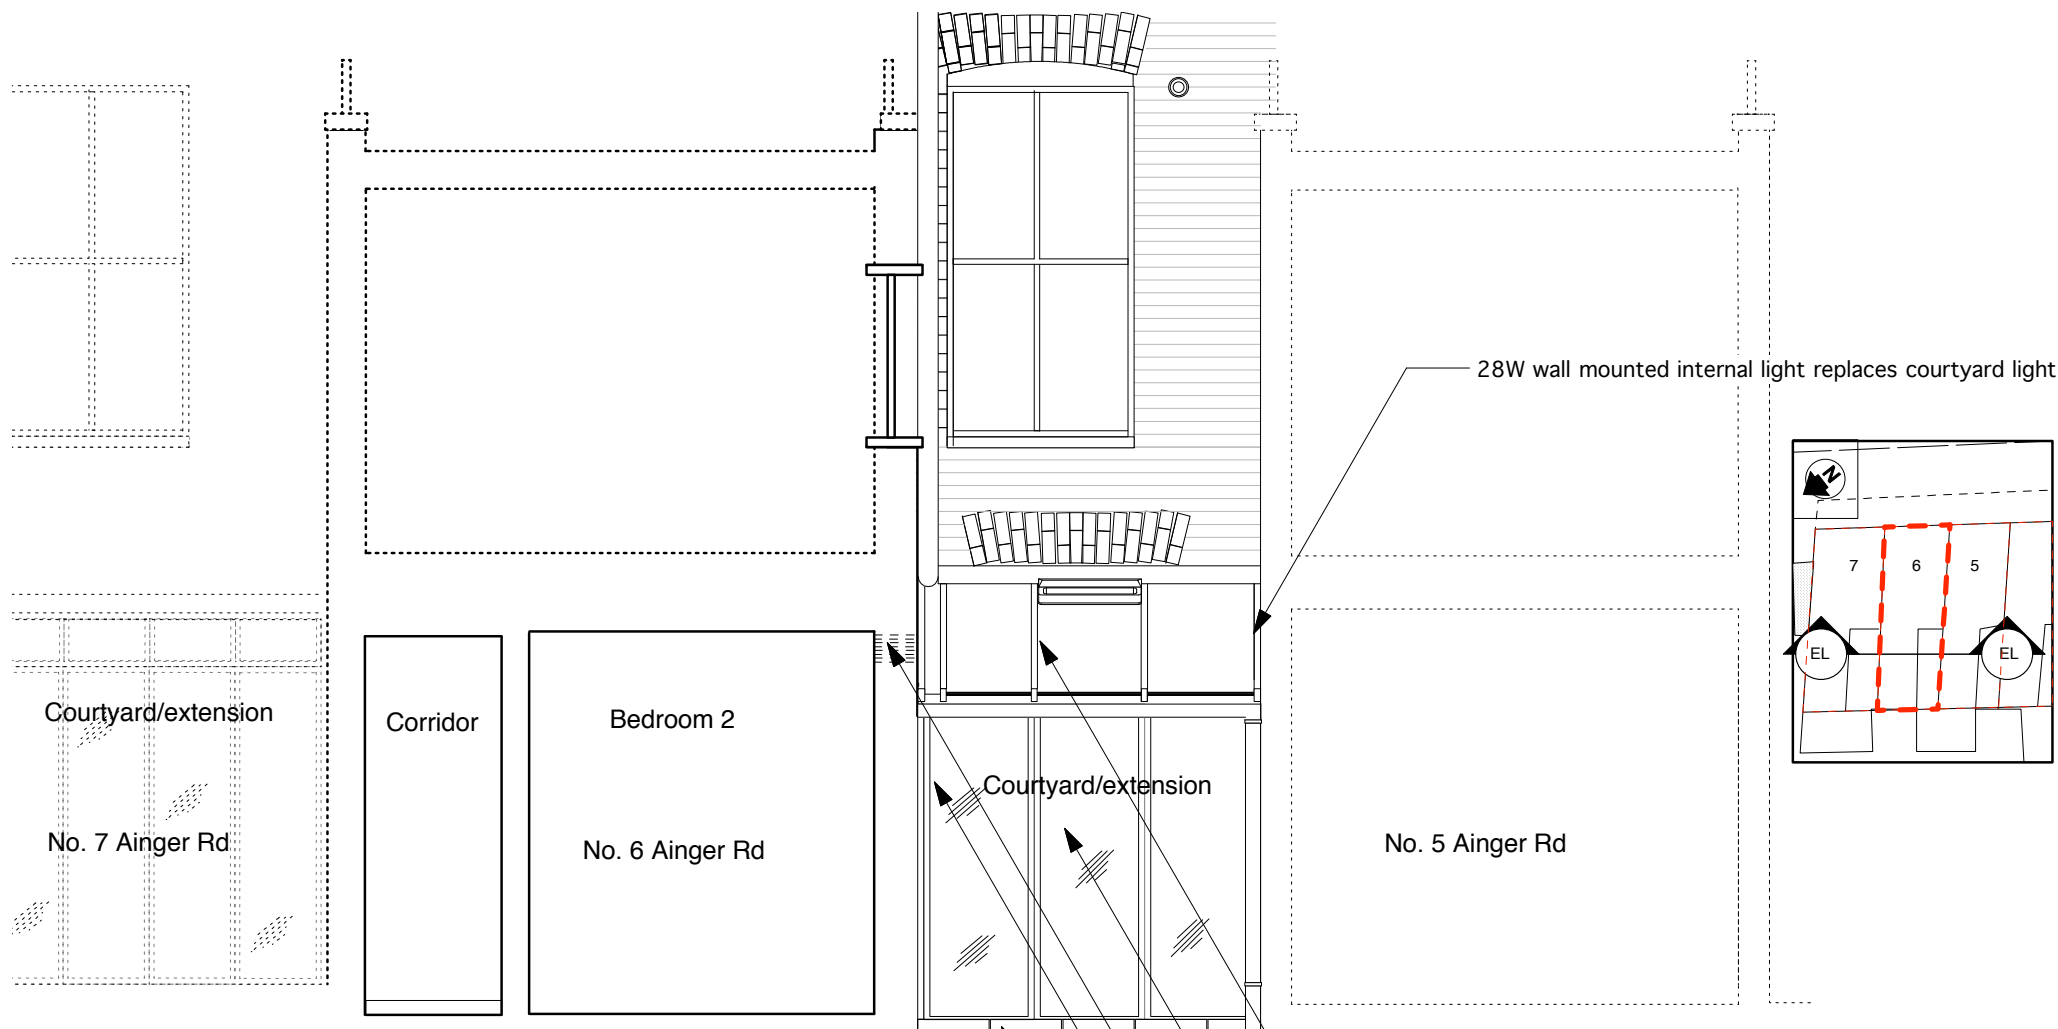 28W wall mounted internal light replaces courtyard light
N
7 6 5
EL EL
Courtyard/extension
Corridor
Bedroom 2
Courtyard/extension
No. 7 Ainger Rd
No. 6 Ainger Rd
No. 5 Ainger Rd